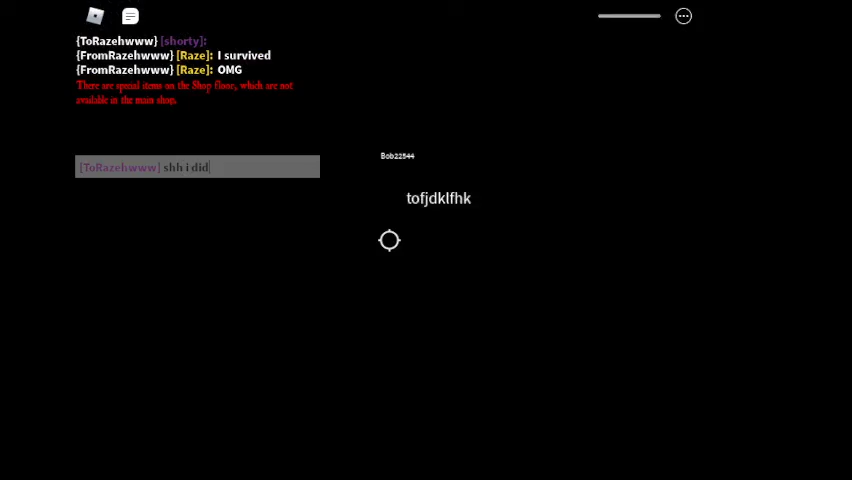 {ToRazehwww} [shorty]:
{FromRazehwww} [Raze]: I survived
{FromRazehwww} [Raze]: OMG
There are special items on the Shop floor, which are not
available in the main shop.
[ToRazehwww] shh i did
Bob22544
tofjdklfhk